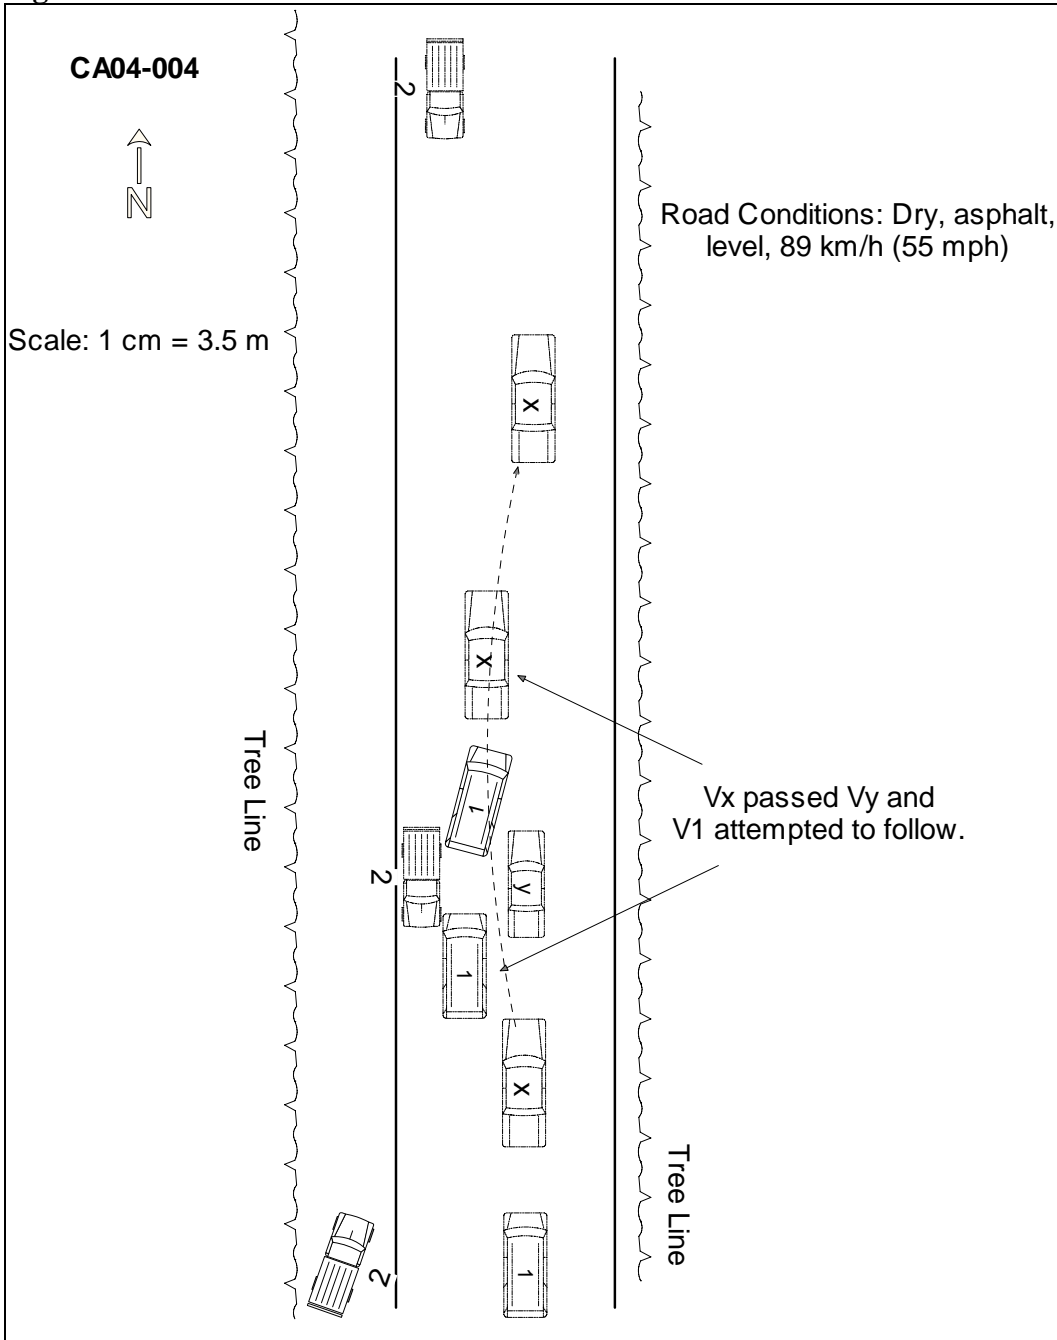 CA04-004
2
N
Road Conditions: Dry, asphalt,
level, 89 km/h (55 mph)
Scale: 1 cm = 3.5 m
x
x
Tree Line
1
Vx passed Vy and
V1 attempted to follow.
2
y
1
x
Tree Line
2
1